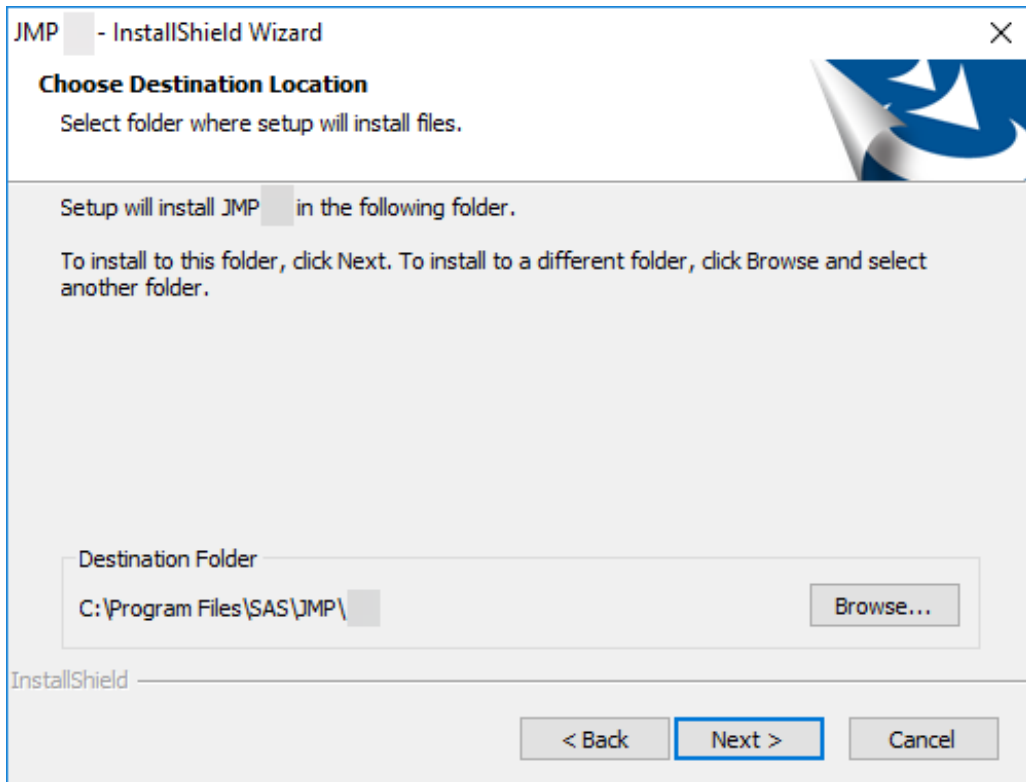 JMP - InstallShield Wizard
Choose Destination Location
Select folder where setup will install files.
Setup will install JMP in the following folder.
To install to this folder, click Next. To install to a different folder, click Browse and select
another folder.
Destination Folder
C:\Program Files\SAS\JMP\
Browse...
InstallShield
< Back
Next >
Cancel